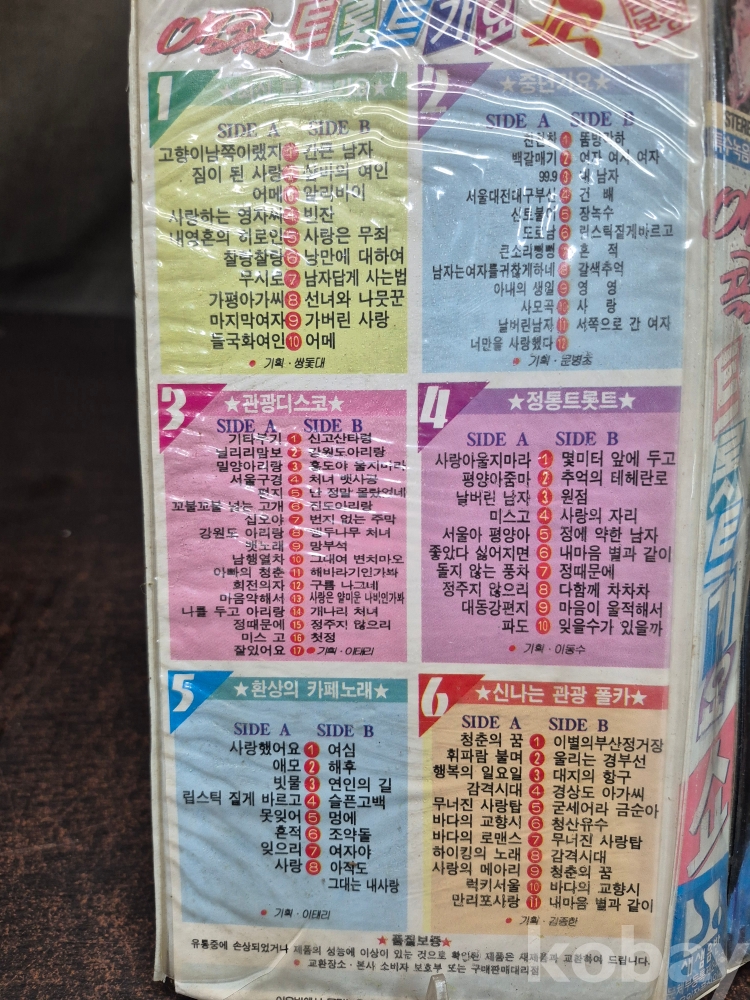 트롯트가요
1
SIDE A SIDE B
고향이남쪽이랬지 1 간큰 남자
짐이 된 사랑 여인
어메 3 알리바이
사랑하는 영자씨 4 빈잔
내영혼의 히로인 5 사랑은 무죄
찰랑찰랑 6 낭만에 대하여
무시로 7 남자답게 사는법
가평아가씨 8 선녀와 나뭇꾼
마지막여자 9 가버린 사랑
들국화여인 10 어메
● 기획·쌍돛대
2 ★중년가요★
SIDE A SIDE B
천년화 1 뜸방각하
백갈매기 2 여자 여자 여자
99.9 3 내 남자
서울대전대구부산 4 건 배
신토불이 5 장녹수
도로남 6 립스틱짙게바르고
큰소리뻥뻥 7 흔 적
남자는여자를귀찮게하네 8 갈색추억
아내의 생일 9 영 영
사모곡 10 사 랑
날버린남자 11 서쪽으로 간 여자
너만을 사랑했다 12
● 기획·문병초
3 ★관광디스코★
SIDE A SIDE B
기타부기 1 신고산타령
닐리리맘보 2 강원도아리랑
밀양아리랑 3 홍도야 울지마라
서울구경 4 처녀 뱃사공
편지 5 난 정말 몰랐었네
꼬불꼬불 넘는 고개 6 진도아리랑
십오야 7 번지 없는 주막
강원도 아리랑 8 앵두나무 처녀
뱃노래 9 망부석
남행열차 10 그대여 변치마오
아빠의 청춘 11 해바라기인가봐
회전의자 12 구름 나그네
마음약해서 13 사랑은 얄미운 나비인가봐
나를 두고 아리랑 14 개나리 처녀
정때문에 15 정주지 않으리
미스 고 16 첫정
잘있어요 17 ● 기획·이태리
4 ★정통트롯트★
SIDE A SIDE B
사랑아울지마라 1 몇미터 앞에 두고
평양아줌마 2 추억의 테헤란로
날버린 남자 3 원점
미스고 4 사랑의 자리
서울아 평양아 5 정에 약한 남자
좋았다 싫어지면 6 내마음 별과 같이
돌지 않는 풍차 7 정때문에
정주지 않으리 8 다함께 차차차
대동강편지 9 마음이 울적해서
파도 10 잊을수가 있을까
● 기획·이동수
5 ★환상의 카페노래★
SIDE A SIDE B
사랑했어요 1 여심
애모 2 해후
빗물 3 연인의 길
립스틱 짙게 바르고 4 슬픈고백
못잊어 5 멍에
흔적 6 조약돌
잊으리 7 여자야
사랑 8 아직도
그대는 내사랑
● 기획·이태리
6 ★신나는 관광 폴카★
SIDE A SIDE B
청춘의 꿈 1 이별의부산정거장
휘파람 불며 2 울리는 경부선
행복의 일요일 3 대지의 항구
감격시대 4 경상도 아가씨
무너진 사랑탑 5 굳세어라 금순아
바다의 교향시 6 청산유수
바다의 로맨스 7 무너진 사랑탑
하이킹의 노래 8 감격시대
사랑의 메아리 9 청춘의 꿈
럭키서울 10 바다의 교향시
만리포사랑 11 내마음 별과 같이
● 기획·김종한
★품질보증★
유통중에 손상되었거나 제품의 성능에 이상이 있는 것으로 확인된 제품은 새제품과 교환하여 드립니다.
● 교환장소·본사 소비자 보호부 또는 구매판매대리점
STERE
kobay